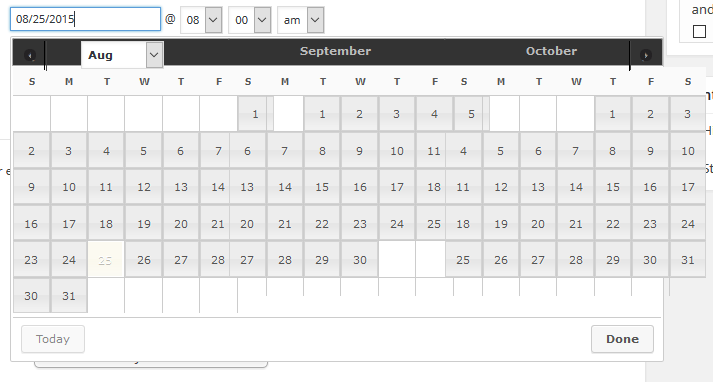 08/25/2015 @ 08 00 am
and
Aug September October
S M T W T F S M T W T F S M T W T F S
1 1 2 3 4 5 1 2 3
2 3 4 5 6 7 6 7 8 9 10 11 4 5 6 7 8 9 10
9 10 11 12 13 14 13 14 15 16 17 18 11 12 13 14 15 16 17
16 17 18 19 20 21 20 21 22 23 24 25 18 19 20 21 22 23 24
23 24 25 26 27 28 27 28 29 30 25 26 27 28 29 30 31
30 31
Today Done